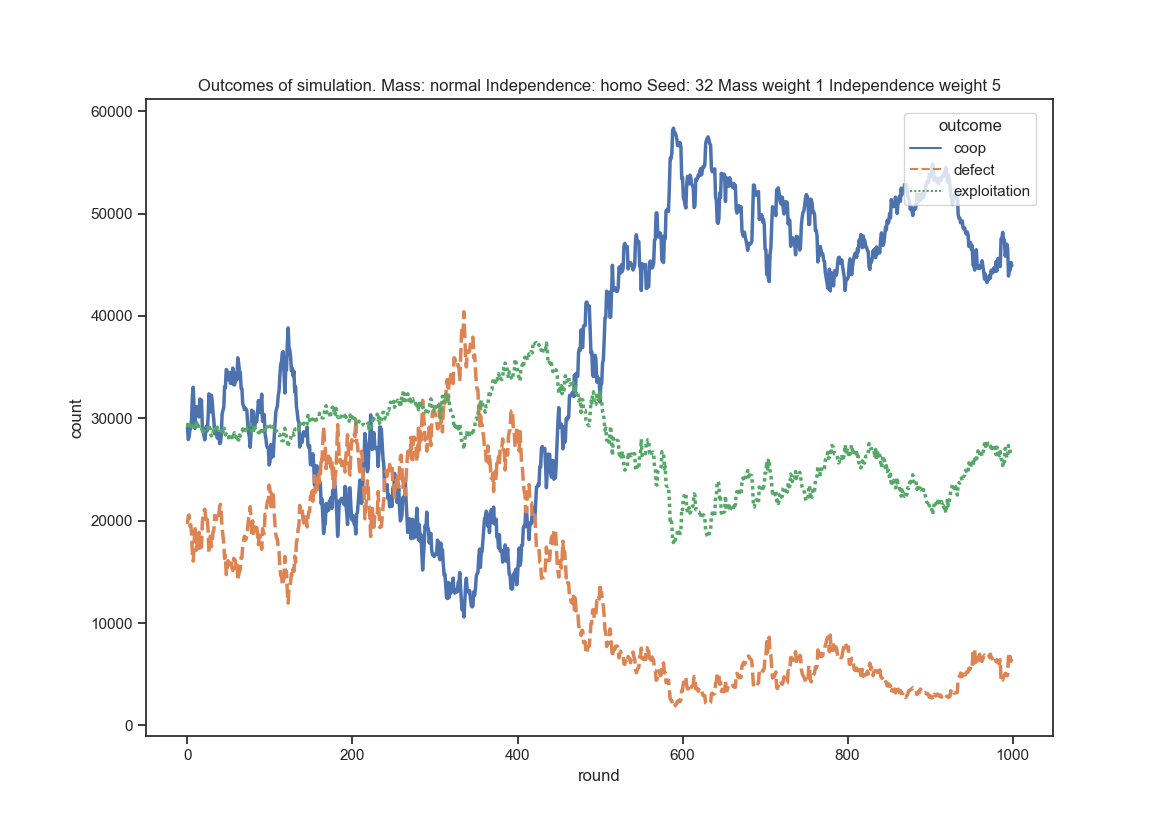 Outcomes of simulation. Mass: normal Independence: homo Seed: 32 Mass weight 1 Independence weight 5
60000
50000
40000
30000
20000
10000
0
count
outcome
coop
defect
exploitation
0 200 400 600 800 1000
round